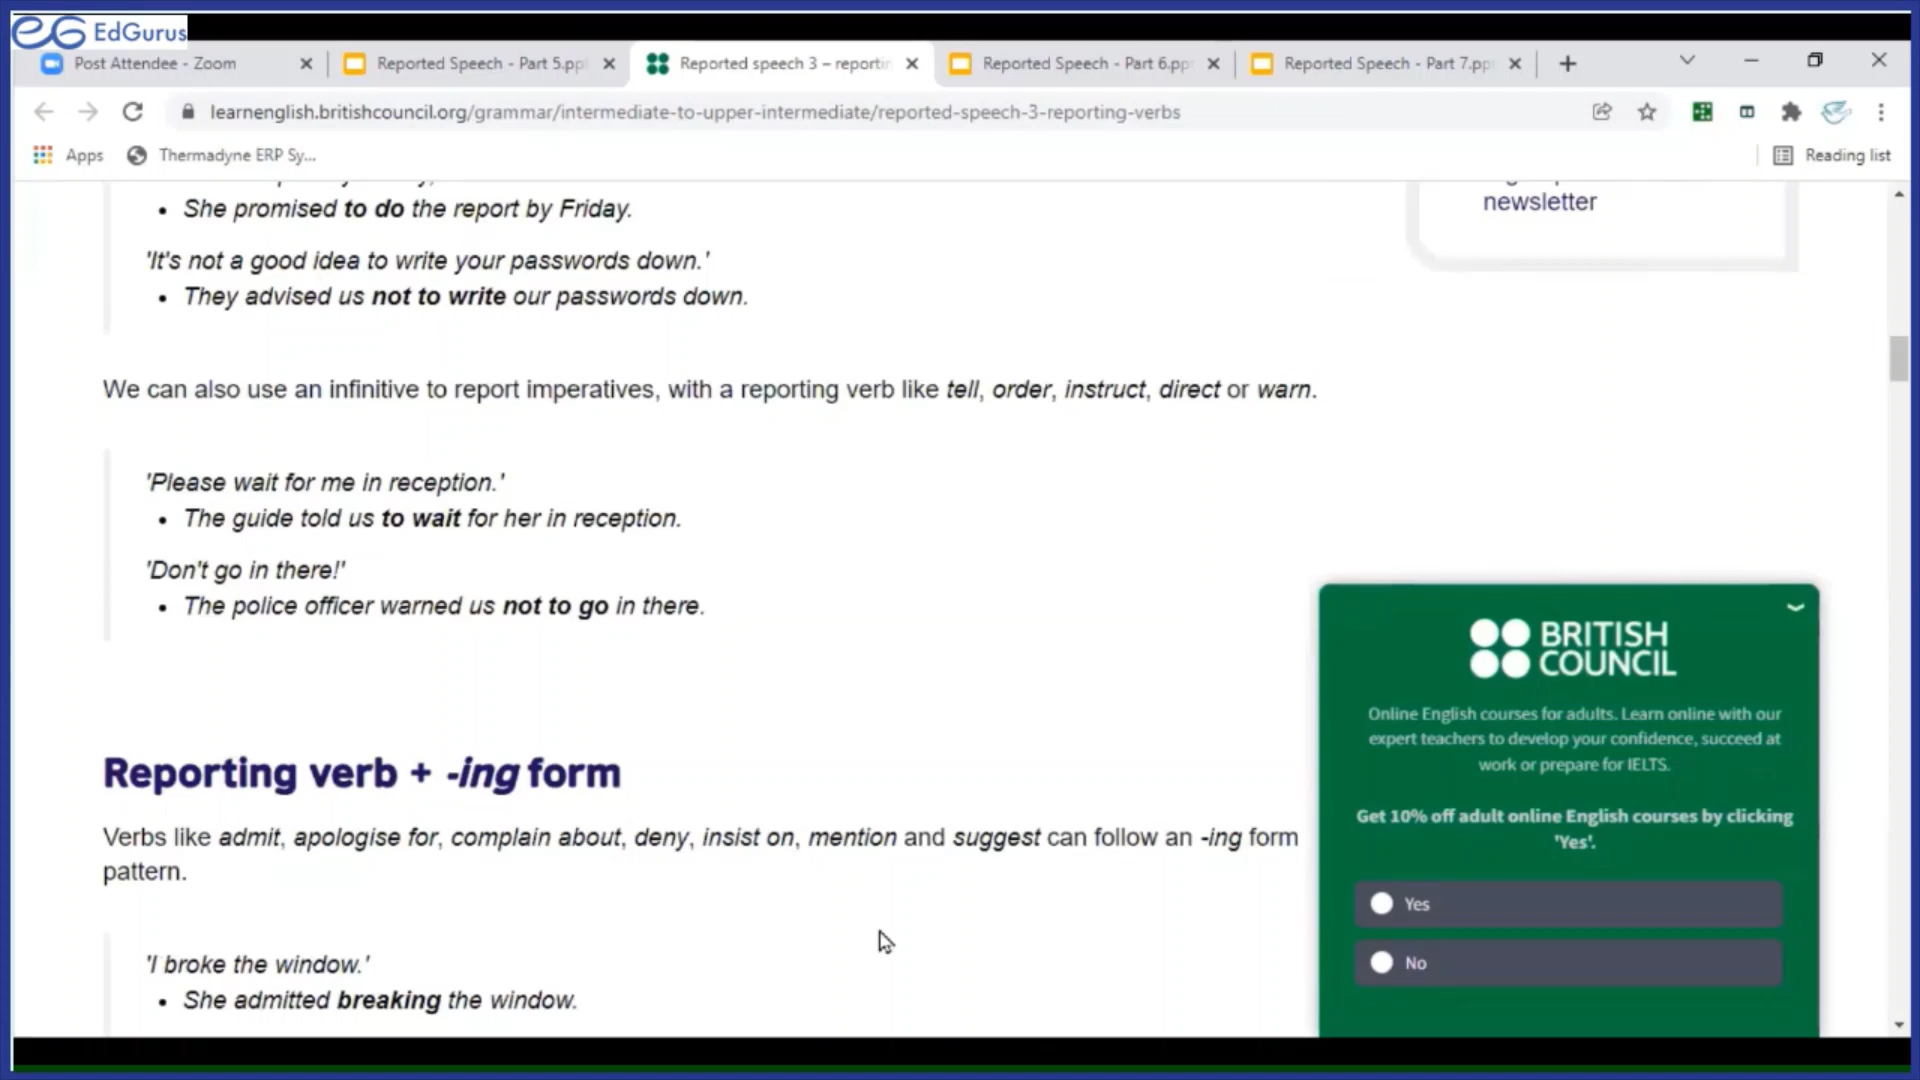 EdGurus
Post Attendee - Zoom
Reported Speech - Part 5.pp
Reported speech 3 – reportin
Reported Speech - Part 6.pp
Reported Speech - Part 7.pp
learnenglish.britishcouncil.org/grammar/intermediate-to-upper-intermediate/reported-speech-3-reporting-verbs
Apps
Thermadyne ERP Sy...
Reading list
newsletter
• She promised to do the report by Friday.
'It's not a good idea to write your passwords down.'
• They advised us not to write our passwords down.
We can also use an infinitive to report imperatives, with a reporting verb like tell, order, instruct, direct or warn.
'Please wait for me in reception.'
• The guide told us to wait for her in reception.
'Don't go in there!'
• The police officer warned us not to go in there.
Reporting verb + -ing form
Verbs like admit, apologise for, complain about, deny, insist on, mention and suggest can follow an -ing form
pattern.
'I broke the window.'
• She admitted breaking the window.
BRITISH
COUNCIL
Online English courses for adults. Learn online with our
expert teachers to develop your confidence, succeed at
work or prepare for IELTS.
Get 10% off adult online English courses by clicking
'Yes'.
Yes
No